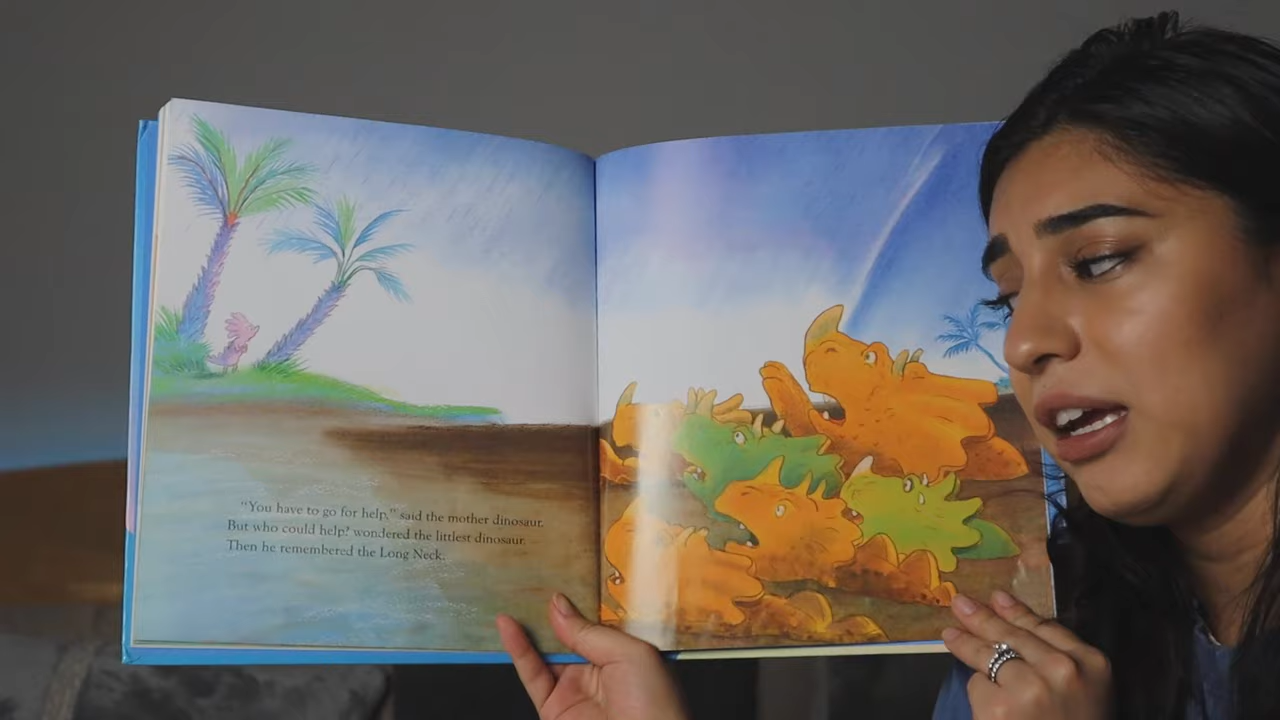 "You have to go for help," said the mother dinosaur.
But who could help? wondered the littlest dinosaur.
Then he remembered the Long Neck.